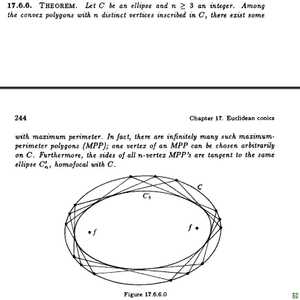 17.6.6. THEOREM. Let C be an ellipse and n ≥ 3 an integer. Among
the convex polygons with n distinct vertices inscribed in C, there exist some
244 Chapter 17. Euclidean conics
with maximum perimeter. In fact, there are infinitely many such maximum-
perimeter polygons (MPP); one vertex of an MPP can be chosen arbitrarily
on C. Furthermore, the sides of all n-vertex MPP's are tangent to the same
ellipse C'ₙ, homofocal with C.
C
C₅
f
f
Figure 17.6.6.0